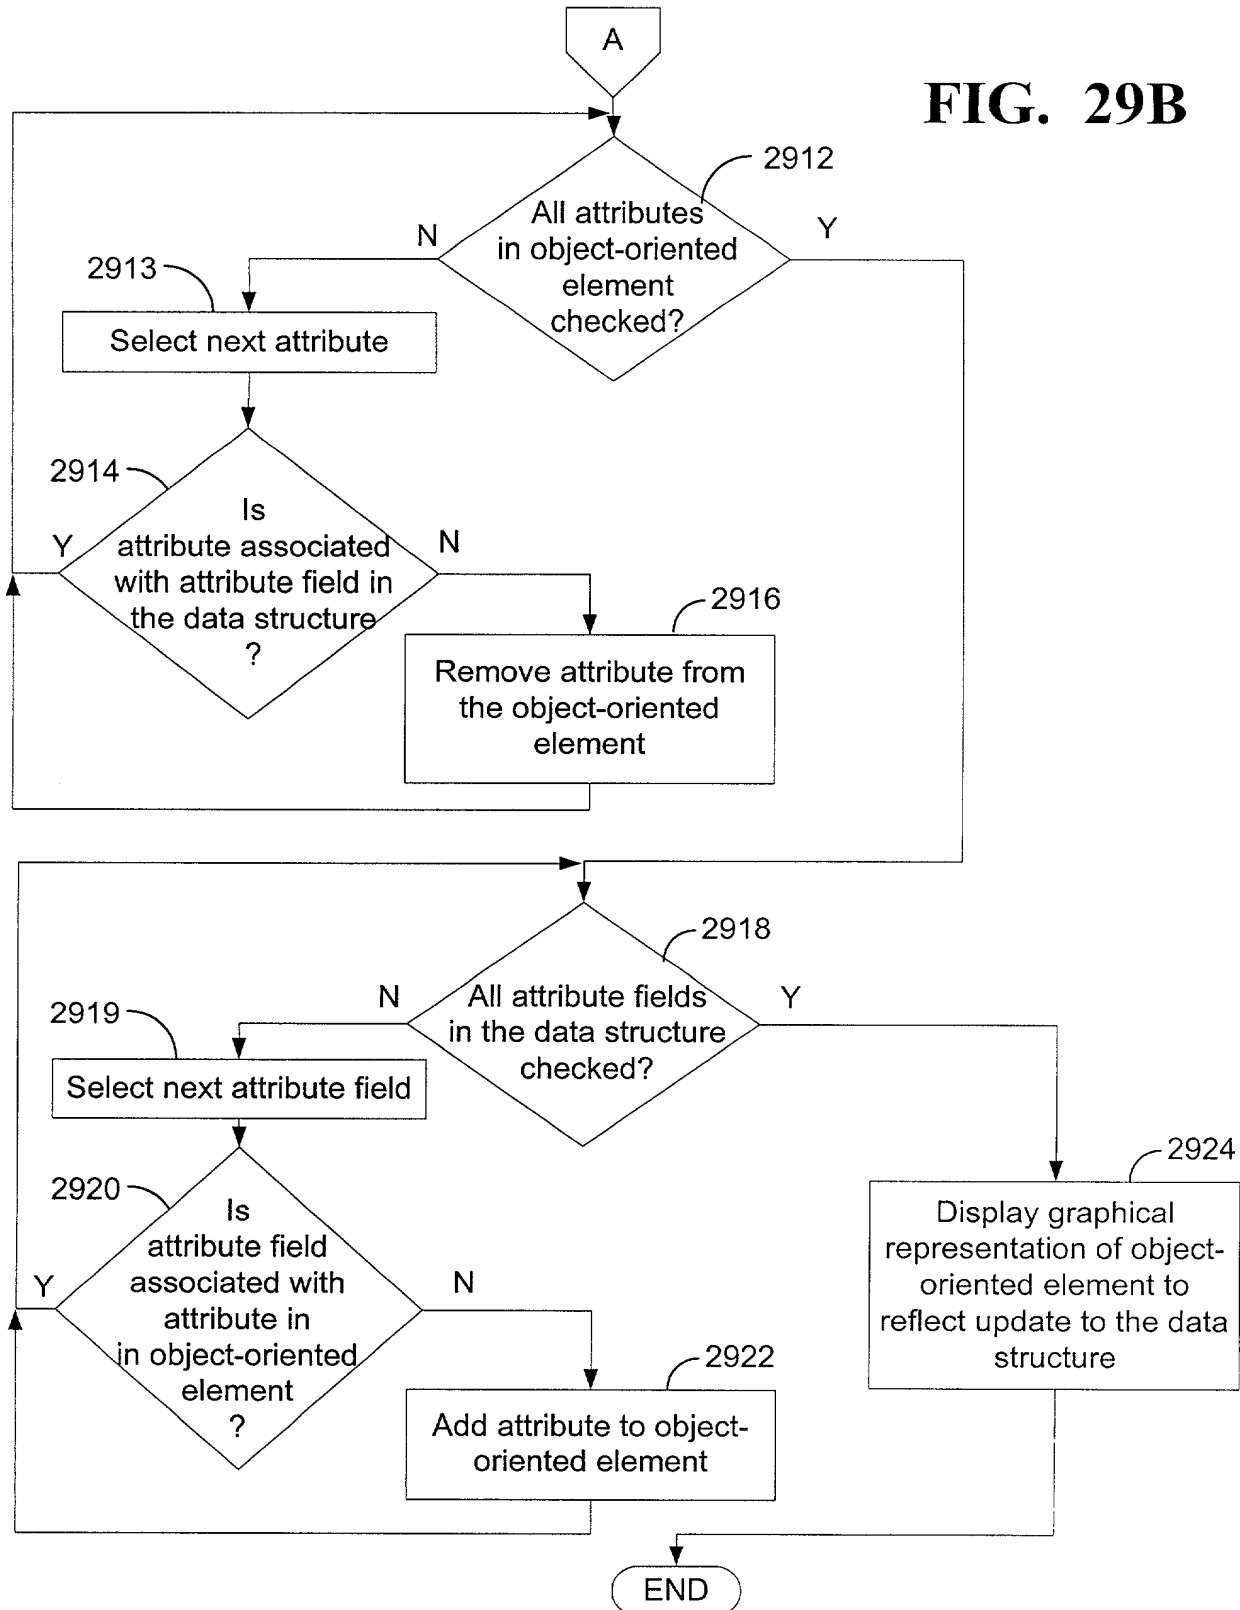 A
FIG. 29B
2912
All attributes
in object-oriented
element
checked?
N
Y
2913
Select next attribute
2914
Is
attribute associated
with attribute field in
the data structure
?
Y
N
2916
Remove attribute from
the object-oriented
element
2918
All attribute fields
in the data structure
checked?
N
Y
2919
Select next attribute field
2920
Is
attribute field
associated with
attribute in
in object-oriented
element
?
Y
N
2922
Add attribute to object-
oriented element
2924
Display graphical
representation of object-
oriented element to
reflect update to the data
structure
END